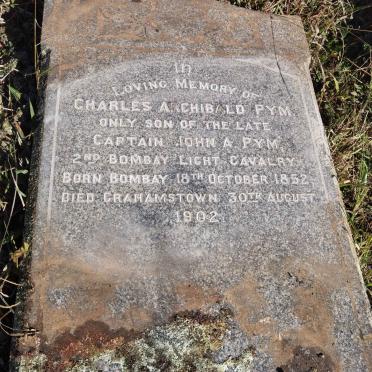 IN
LOVING MEMORY OF
CHARLES A CHIBALD PYM
ONLY SON OF THE LATE
CAPTAIN JOHN A. PYM
2ND BOMBAY LIGHT CAVALRY
BORN BOMBAY 18TH OCTOBER 1852
DIED GRAHAMSTOWN 30TH AUGUST
1902